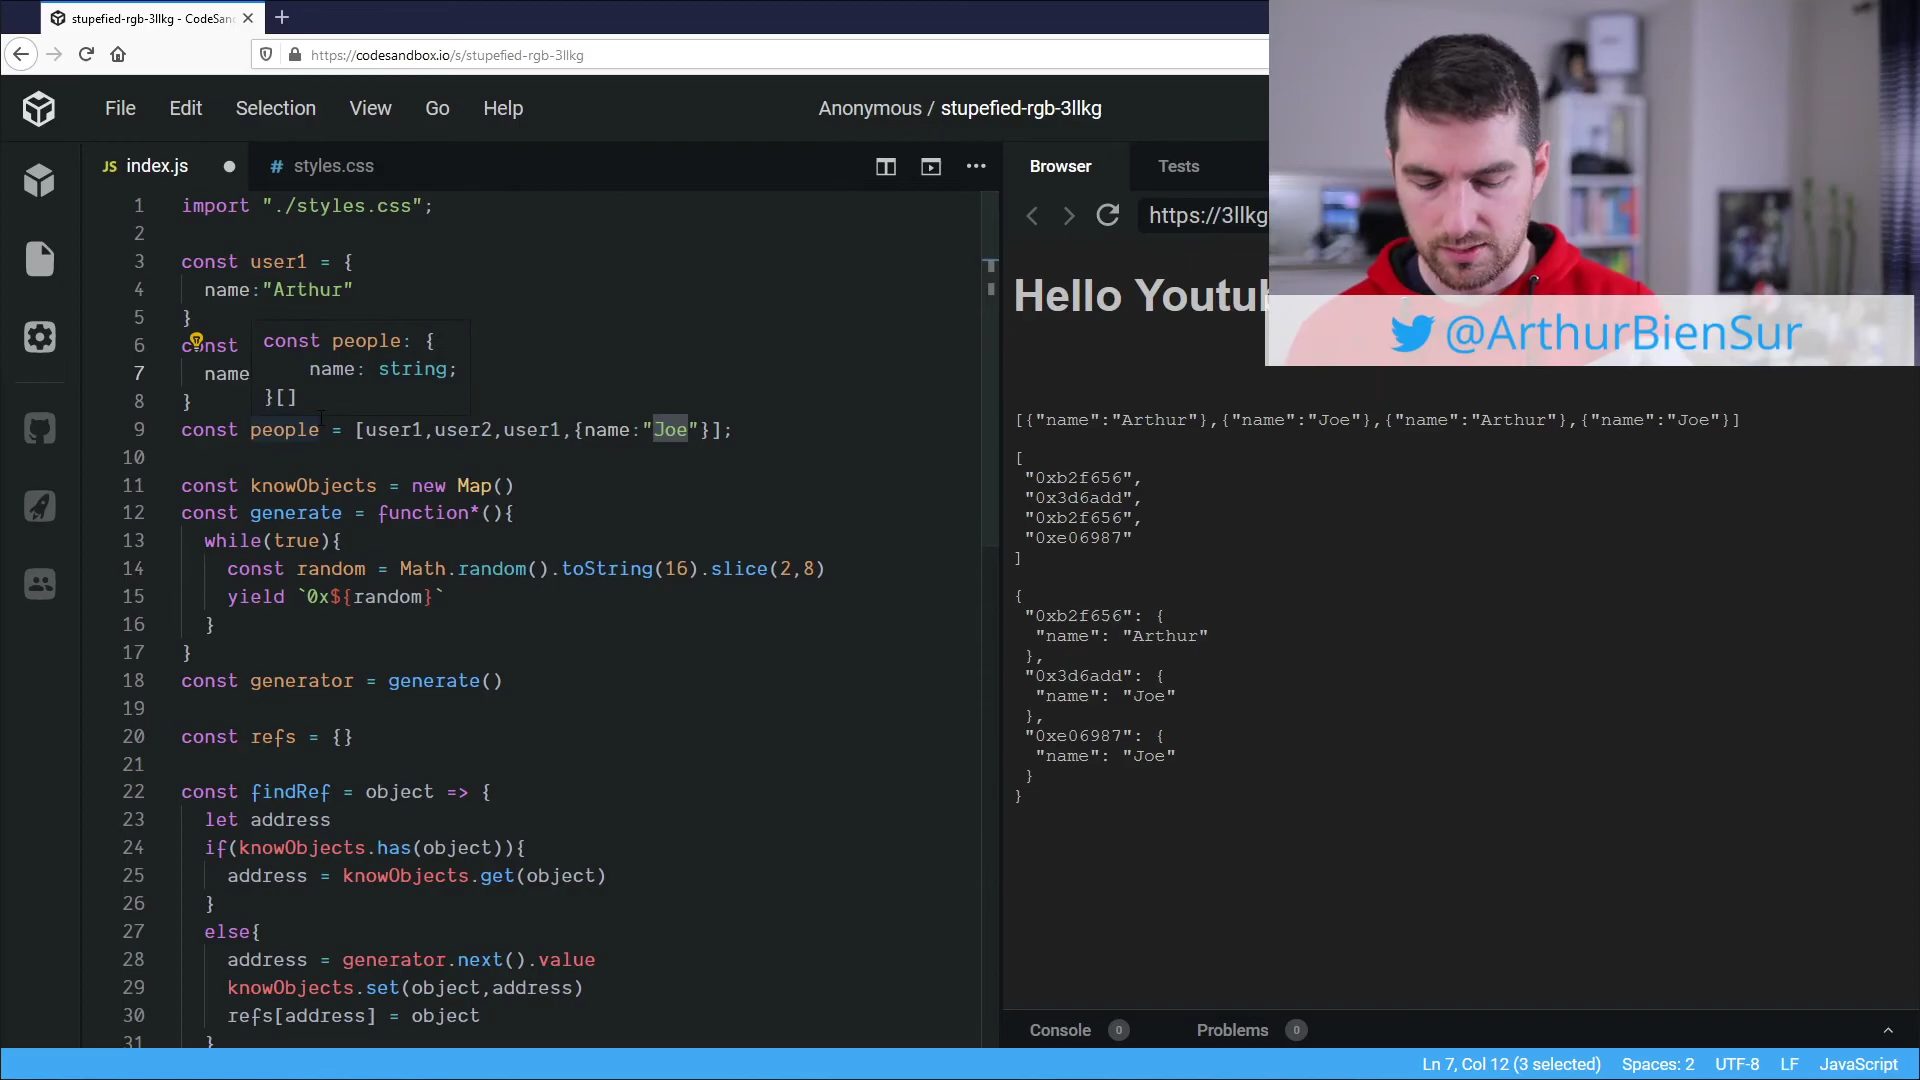 stupefied-rgb-3llkg - CodeSan
https://codesandbox.io/s/stupefied-rgb-3llkg
File Edit Selection View Go Help
Anonymous / stupefied-rgb-3llkg
JS index.js
# styles.css
Browser Tests
https://3llkg
1 import "./styles.css";
2
3 const user1 = {
4 name:"Arthur"
5 }
6 const
7 name
8 }
const people: {
name: string;
}[]
9 const people = [user1,user2,user1,{name:"Joe"}];
10
11 const knowObjects = new Map()
12 const generate = function*(){
13 while(true){
14 const random = Math.random().toString(16).slice(2,8)
15 yield `0x${random}`
16 }
17 }
18 const generator = generate()
19
20 const refs = {}
21
22 const findRef = object => {
23 let address
24 if(knowObjects.has(object)){
25 address = knowObjects.get(object)
26 }
27 else{
28 address = generator.next().value
29 knowObjects.set(object,address)
30 refs[address] = object
31 }
Hello Youtub
@ArthurBienSur
[{"name":"Arthur"},{"name":"Joe"},{"name":"Arthur"},{"name":"Joe"}]
[
"0xb2f656",
"0x3d6add",
"0xb2f656",
"0xe06987"
]
{
"0xb2f656": {
"name": "Arthur"
},
"0x3d6add": {
"name": "Joe"
},
"0xe06987": {
"name": "Joe"
}
}
Console 0 Problems 0
Ln 7, Col 12 (3 selected) Spaces: 2 UTF-8 LF JavaScript